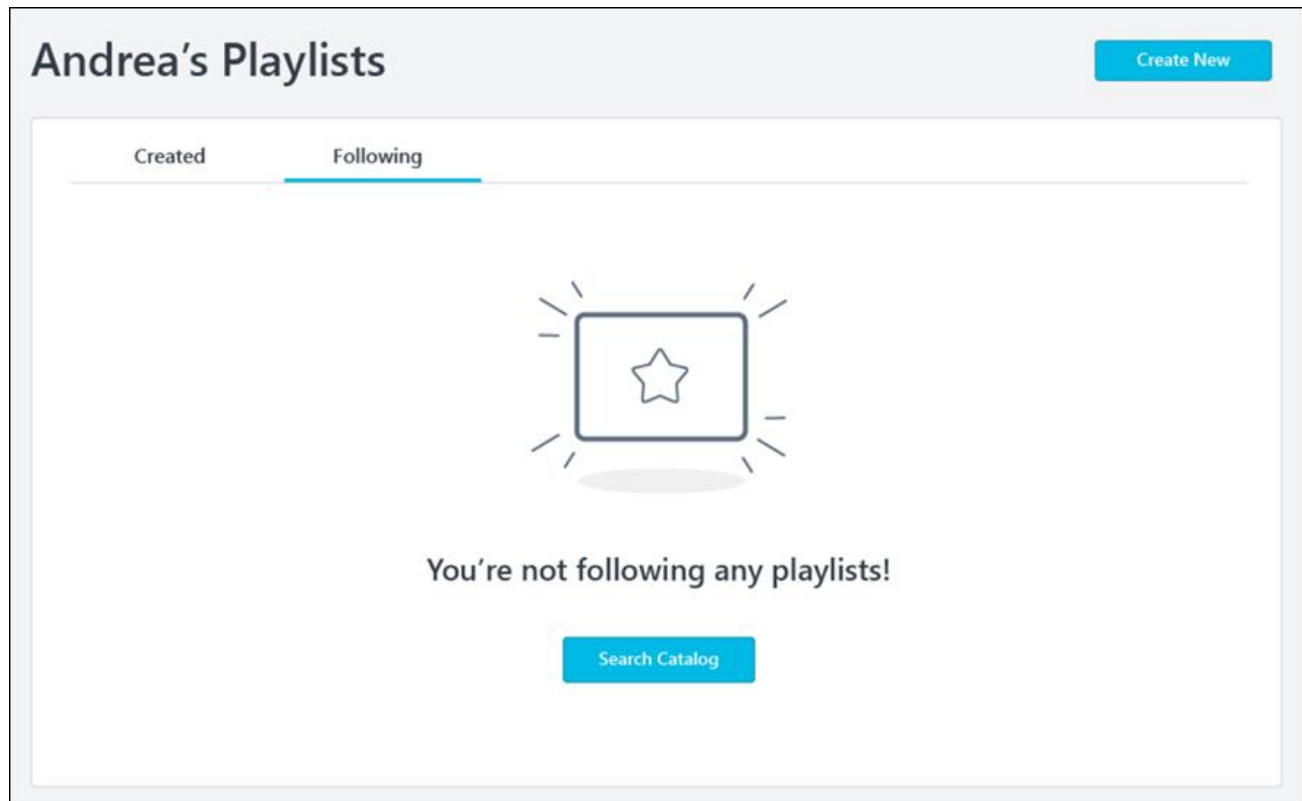 Andrea’s Playlists
Create New
Created
Following
You’re not following any playlists!
Search Catalog